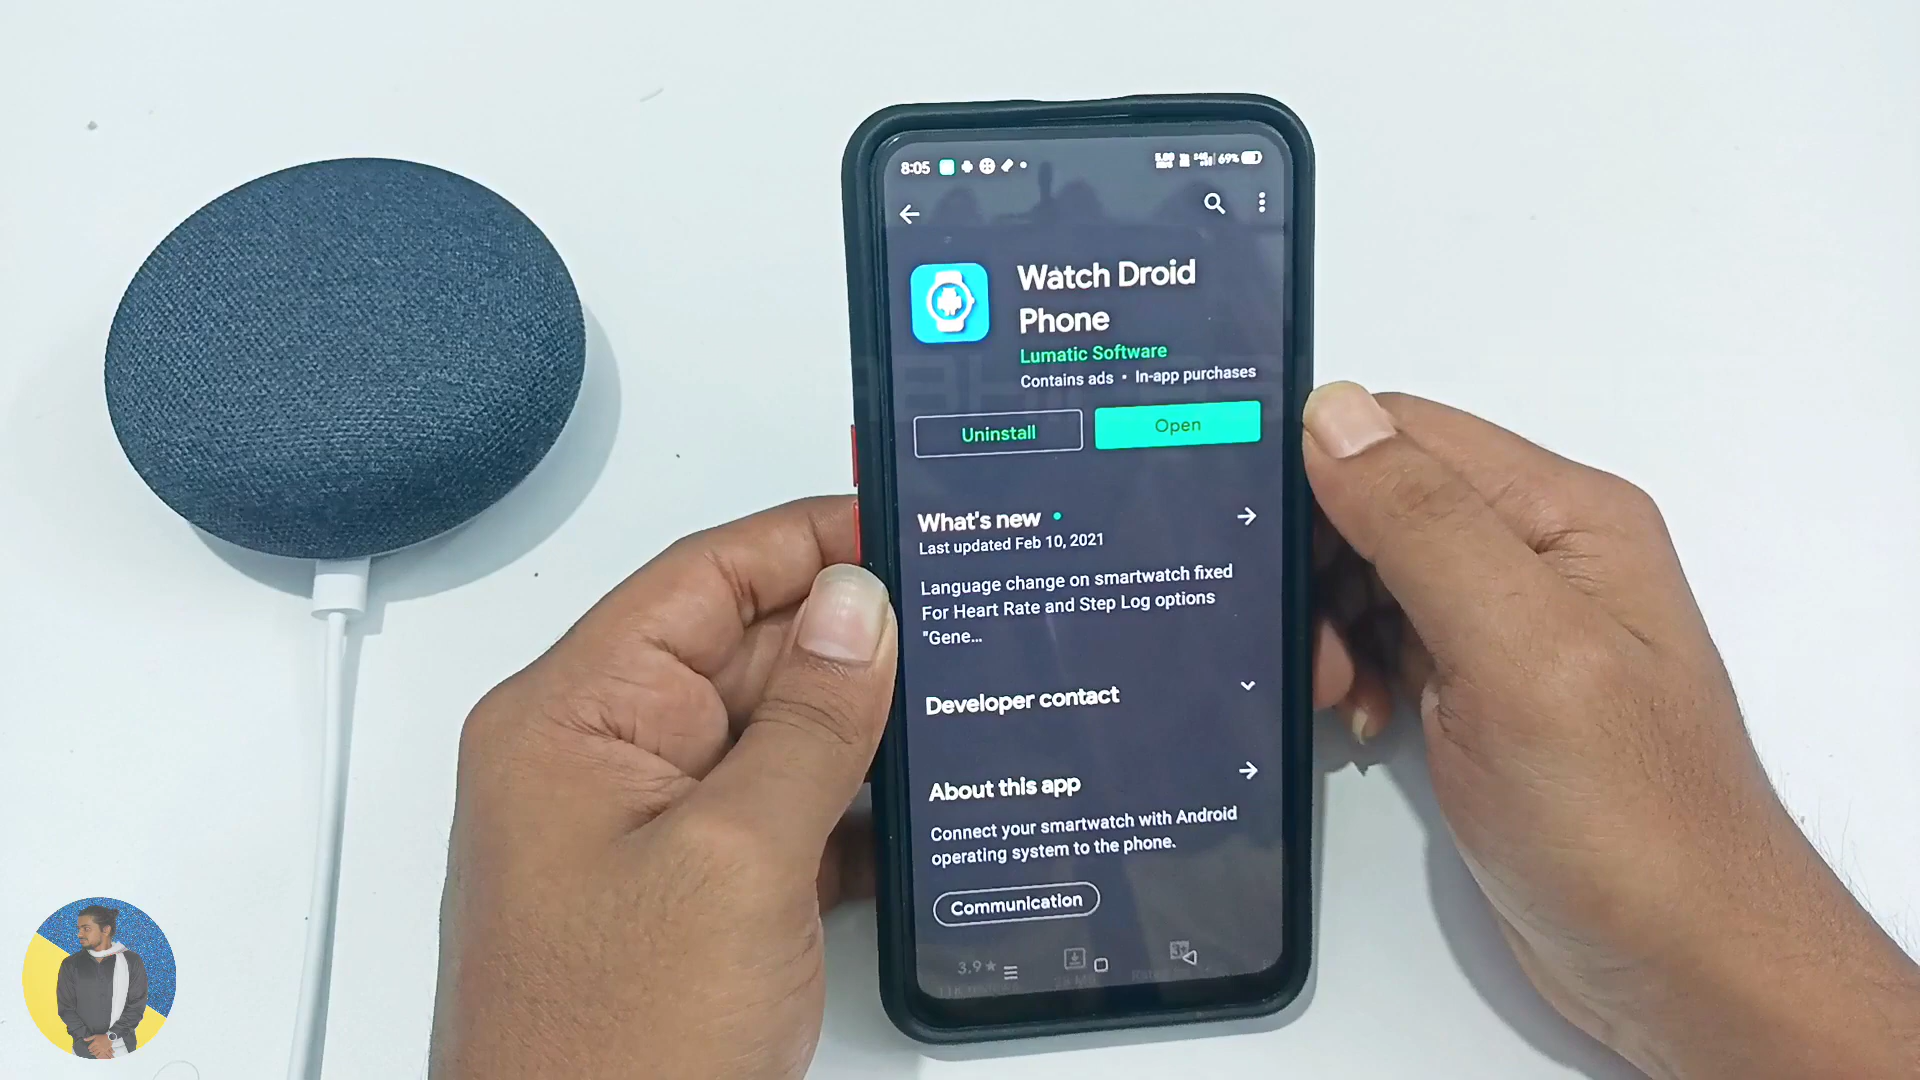 8:05
69%
Watch Droid
Phone
Lumatic Software
Contains ads • In-app purchases
Uninstall
Open
What's new
Last updated Feb 10, 2021
Language change on smartwatch fixed
For Heart Rate and Step Log options
"Gene...
Developer contact
About this app
Connect your smartwatch with Android
operating system to the phone.
Communication
3.9★
3+